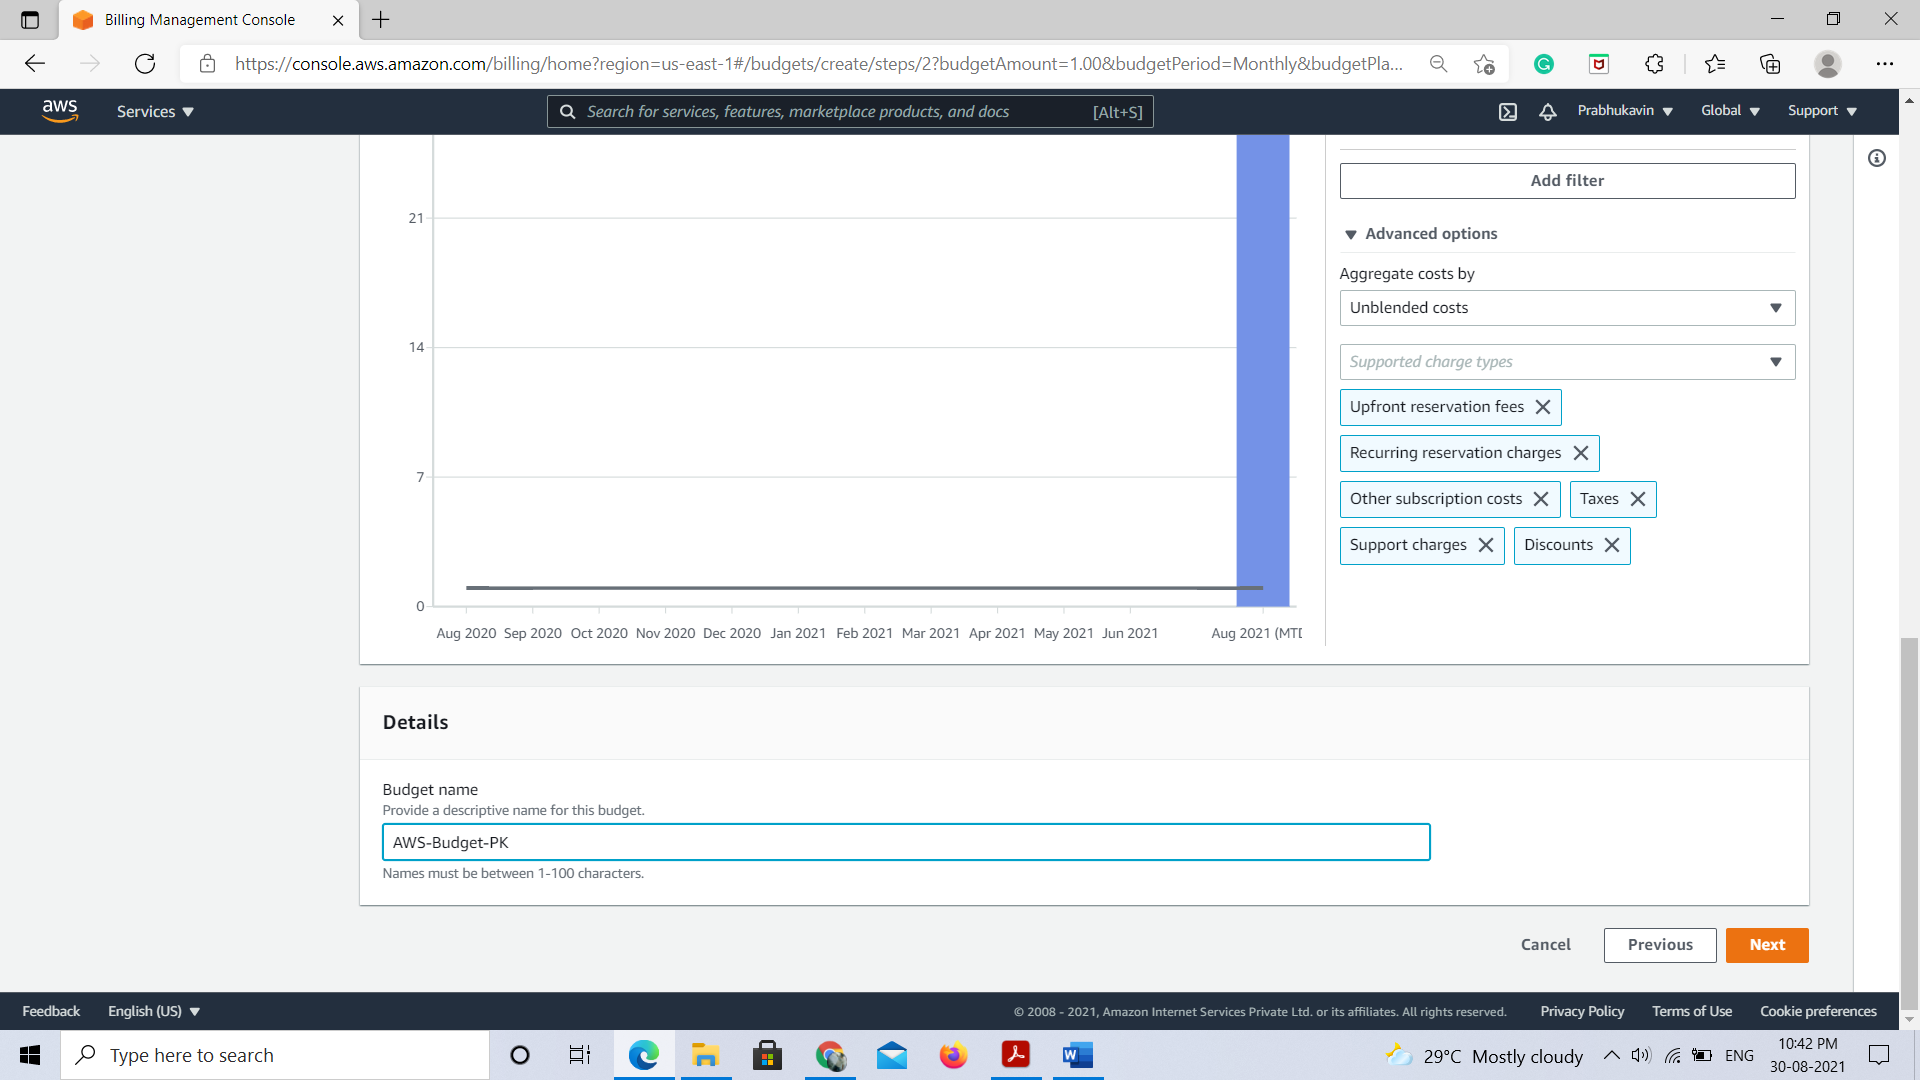 Billing Management Console
https://console.aws.amazon.com/billing/home?region=us-east-1#/budgets/create/steps/2?budgetAmount=1.00&budgetPeriod=Monthly&budgetPla...
aws
Services
Search for services, features, marketplace products, and docs
[Alt+S]
Prabhukavin
Global
Support
21
14
7
0
Aug 2020 Sep 2020 Oct 2020 Nov 2020 Dec 2020 Jan 2021 Feb 2021 Mar 2021 Apr 2021 May 2021 Jun 2021 Aug 2021 (MTD
Add filter
Advanced options
Aggregate costs by
Unblended costs
Supported charge types
Upfront reservation fees
Recurring reservation charges
Other subscription costs
Taxes
Support charges
Discounts
Details
Budget name
Provide a descriptive name for this budget.
AWS-Budget-PK
Names must be between 1-100 characters.
Cancel
Previous
Next
Feedback
English (US)
© 2008 - 2021, Amazon Internet Services Private Ltd. or its affiliates. All rights reserved.
Privacy Policy
Terms of Use
Cookie preferences
Type here to search
29°C Mostly cloudy
ENG
10:42 PM
30-08-2021